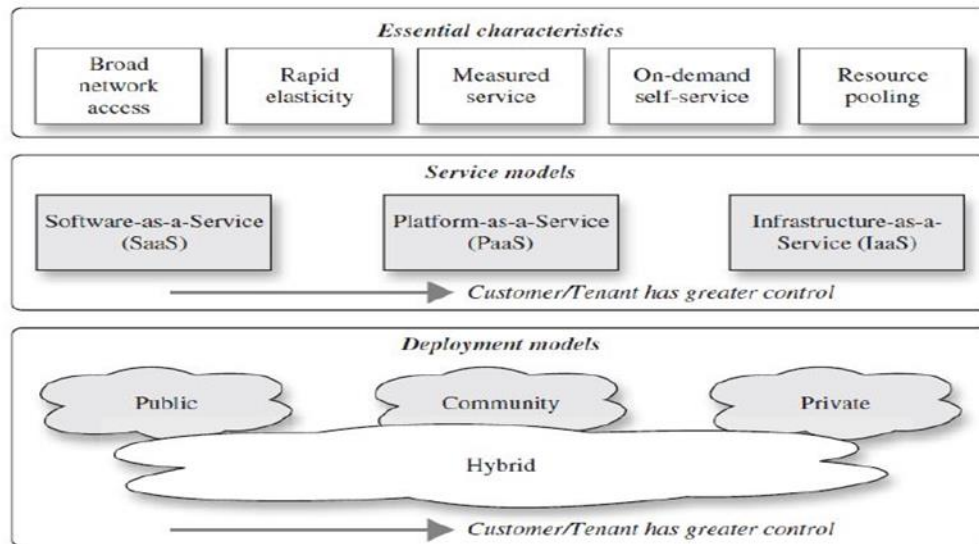 Essential characteristics
Broad
network
access
Rapid
elasticity
Measured
service
On-demand
self-service
Resource
pooling
Service models
Software-as-a-Service
(SaaS)
Platform-as-a-Service
(PaaS)
Infrastructure-as-a-
Service (IaaS)
Customer/Tenant has greater control
Deployment models
Public
Community
Private
Hybrid
Customer/Tenant has greater control